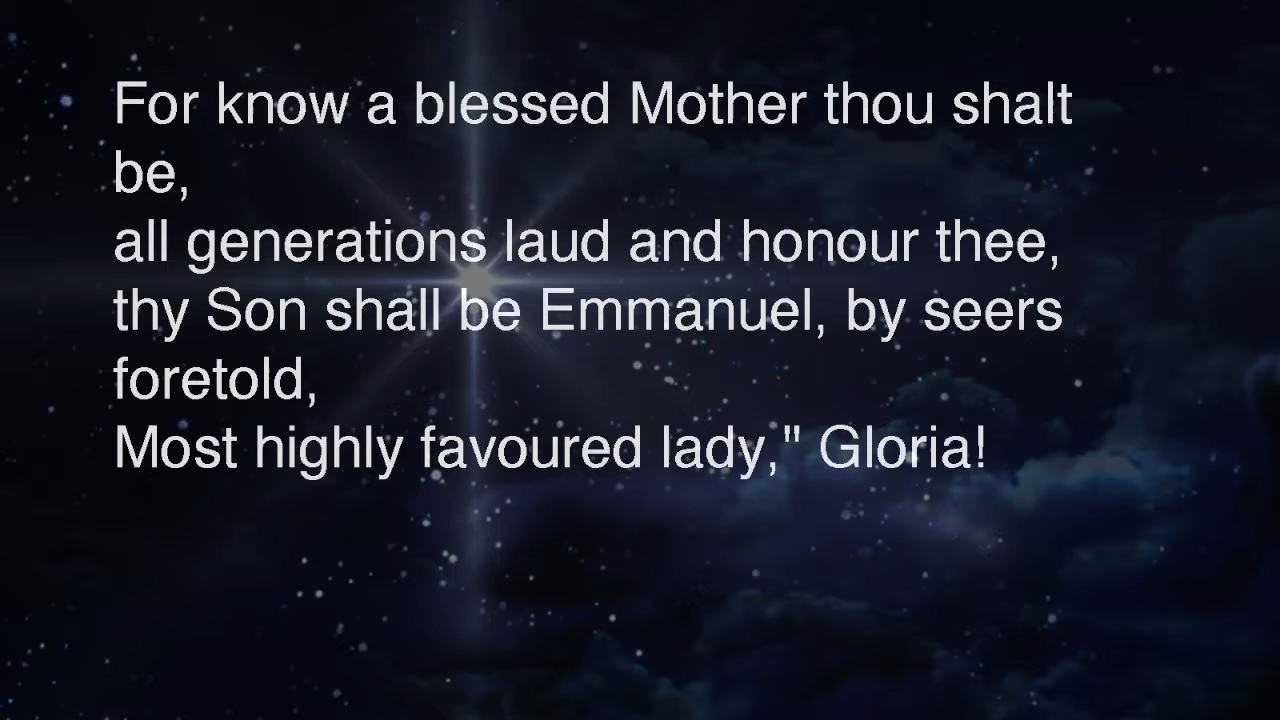 For know a blessed Mother thou shalt
be,
all generations laud and honour thee,
thy Son shall be Emmanuel, by seers
foretold,
Most highly favoured lady," Gloria!